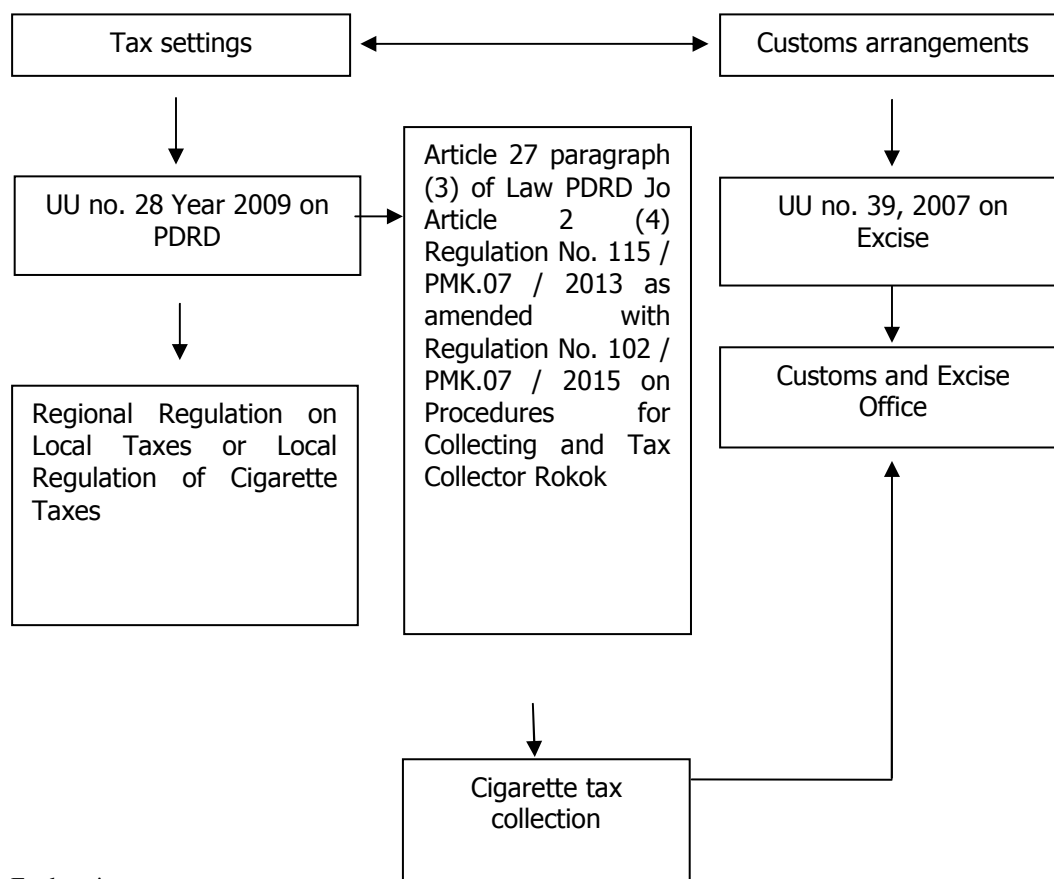 Tax settings
Customs arrangements
UU no. 28 Year 2009 on
PDRD
Article 27 paragraph
(3) of Law PDRD Jo
Article 2 (4)
Regulation No. 115 /
PMK.07 / 2013 as
amended with
Regulation No. 102 /
PMK.07 / 2015 on
Procedures for
Collecting and Tax
Collector Rokok
UU no. 39, 2007 on
Excise
Customs and Excise
Office
Regional Regulation on
Local Taxes or Local
Regulation of Cigarette
Taxes
Cigarette tax
collection